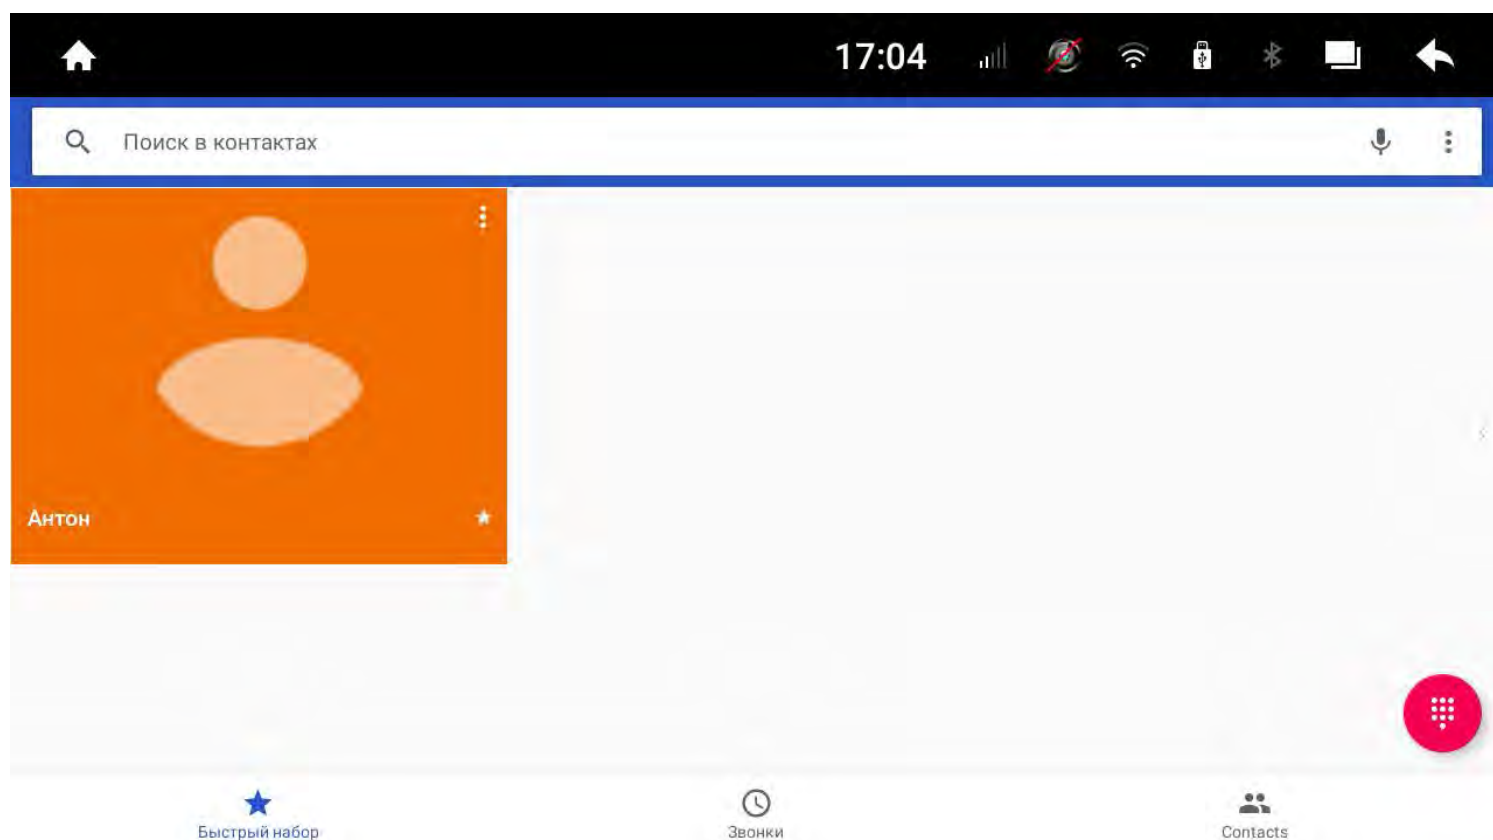 17:04
Поиск в контактах
Антон
Быстрый набор
Звонки
Contacts